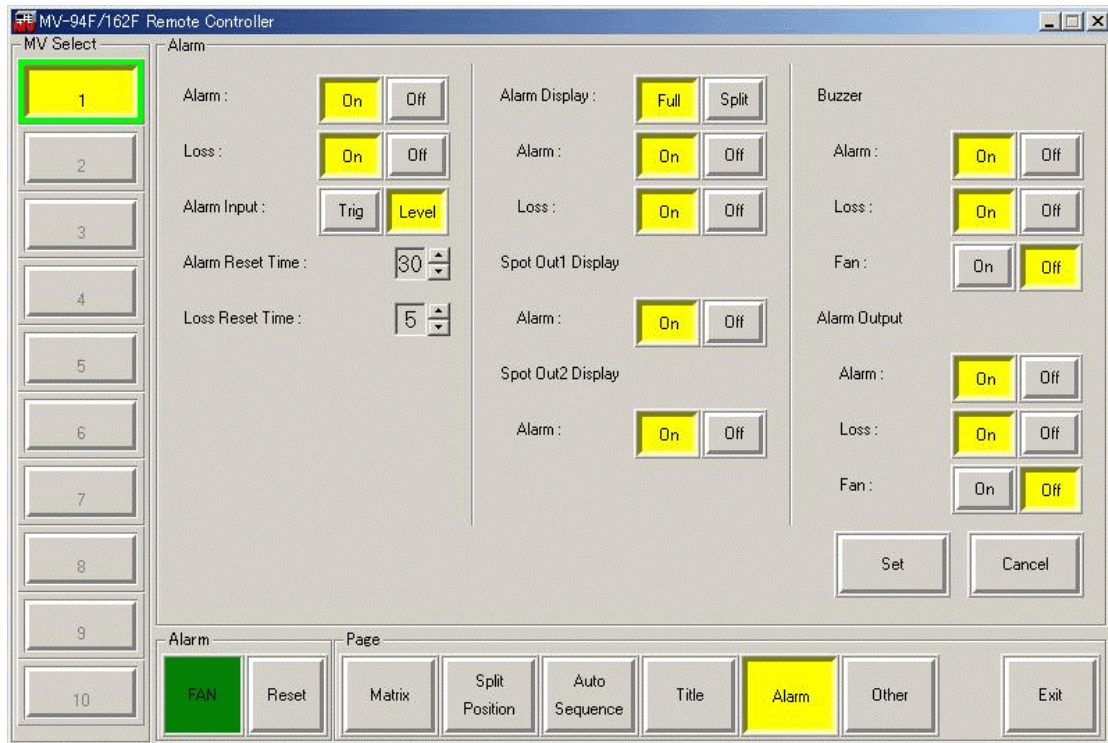 MV-94F/162F Remote Controller
MV Select
1
2
3
4
5
6
7
8
9
10
Alarm
Alarm : On Off
Loss : On Off
Alarm Input : Trig Level
Alarm Reset Time : 30
Loss Reset Time : 5
Alarm Display : Full Split
Alarm : On Off
Loss : On Off
Spot Out1 Display
Alarm : On Off
Spot Out2 Display
Alarm : On Off
Buzzer
Alarm : On Off
Loss : On Off
Fan : On Off
Alarm Output
Alarm : On Off
Loss : On Off
Fan : On Off
Set Cancel
Alarm
FAN Reset
Page
Matrix
Split
Position
Auto
Sequence
Title
Alarm
Other
Exit